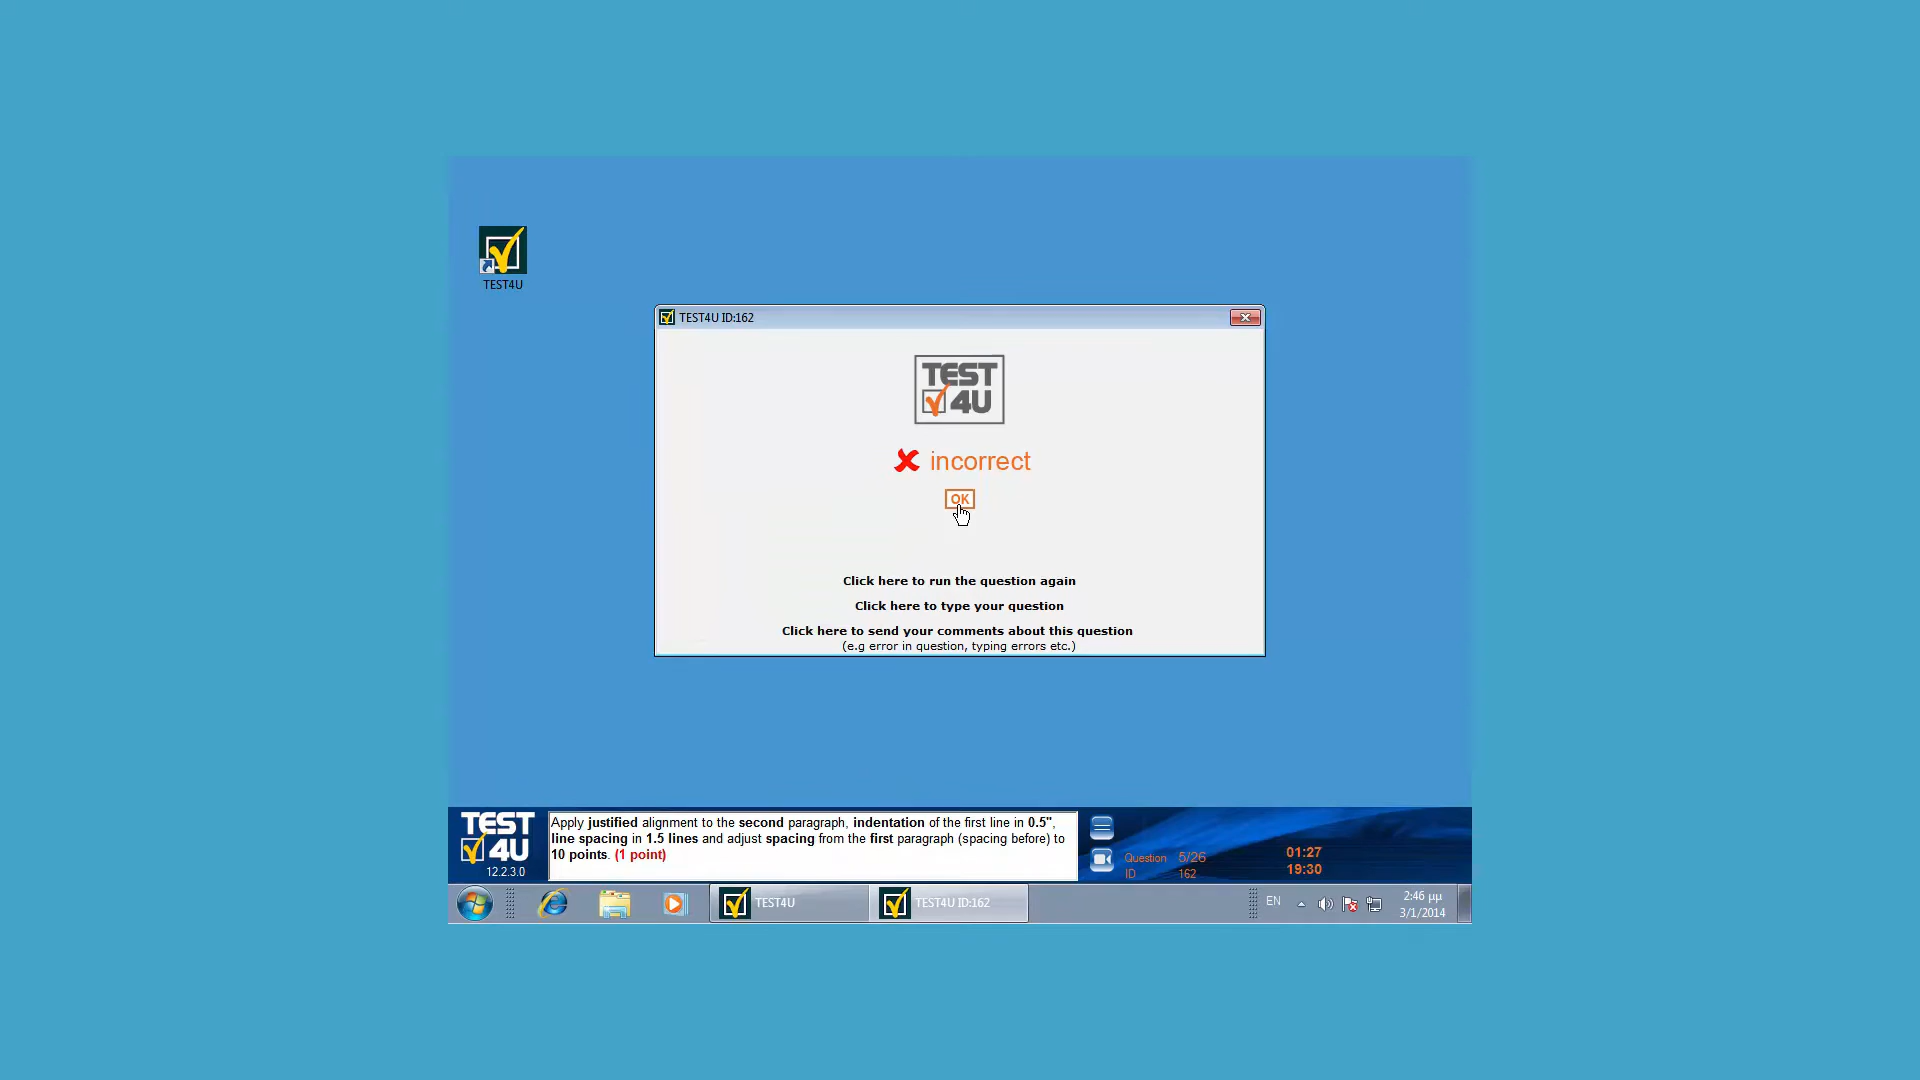 TEST4U
TEST4U ID:162
TEST
4U
incorrect
OK
Click here to run the question again
Click here to type your question
Click here to send your comments about this question
(e.g error in question, typing errors etc.)
TEST
4U
12.2.3.0
Apply justified alignment to the second paragraph, indentation of the first line in 0.5",
line spacing in 1.5 lines and adjust spacing from the first paragraph (spacing before) to
10 points. (1 point)
Question 5/26
ID 162
01:27
19:30
TEST4U
TEST4U ID:162
EN
2:46 μμ
3/1/2014